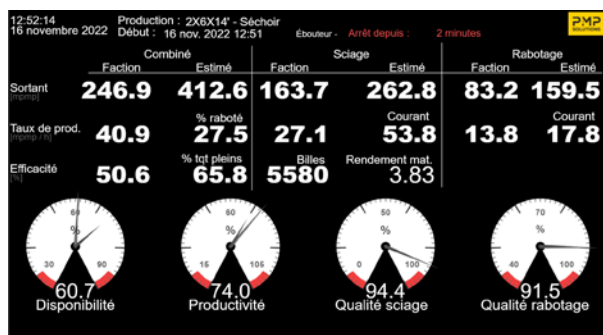 12:52:14 Production : 2X6X14' - Séchoir
16 novembre 2022 Début : 16 nov. 2022 12:51 Ébouteur - Arrêt depuis : 2 minutes
PMP
SOLUTIONS
Combiné Sciage Rabotage
Faction Estimé Faction Estimé Faction Estimé
Sortant 246.9 412.6 163.7 262.8 83.2 159.5
[mpmp]
% raboté Courant Courant
Taux de prod. 40.9 27.5 27.1 53.8 13.8 17.8
[mpmp / h]
% tqt pleins Billes Rendement mat.
Efficacité 50.6 65.8 5580 3.83
[%]
60 60 50 70
% % % %
30 90 15 105 0 100 40 100
60.7 74.0 94.4 91.5
Disponibilité Productivité Qualité sciage Qualité rabotage